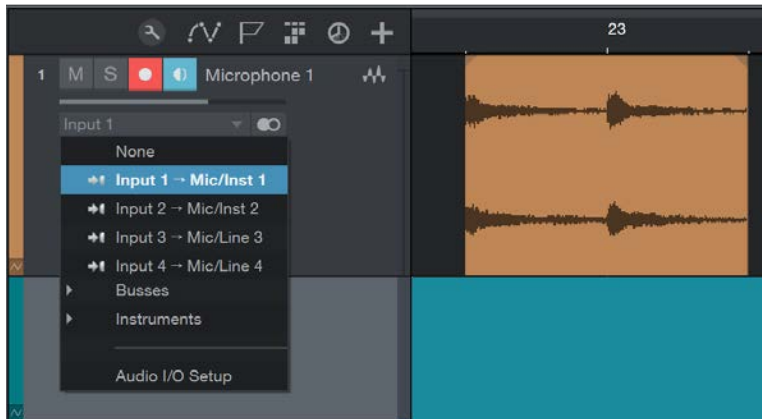 23
1 M S Microphone 1
Input 1
None
Input 1 → Mic/Inst 1
Input 2 → Mic/Inst 2
Input 3 → Mic/Line 3
Input 4 → Mic/Line 4
Busses
Instruments
Audio I/O Setup